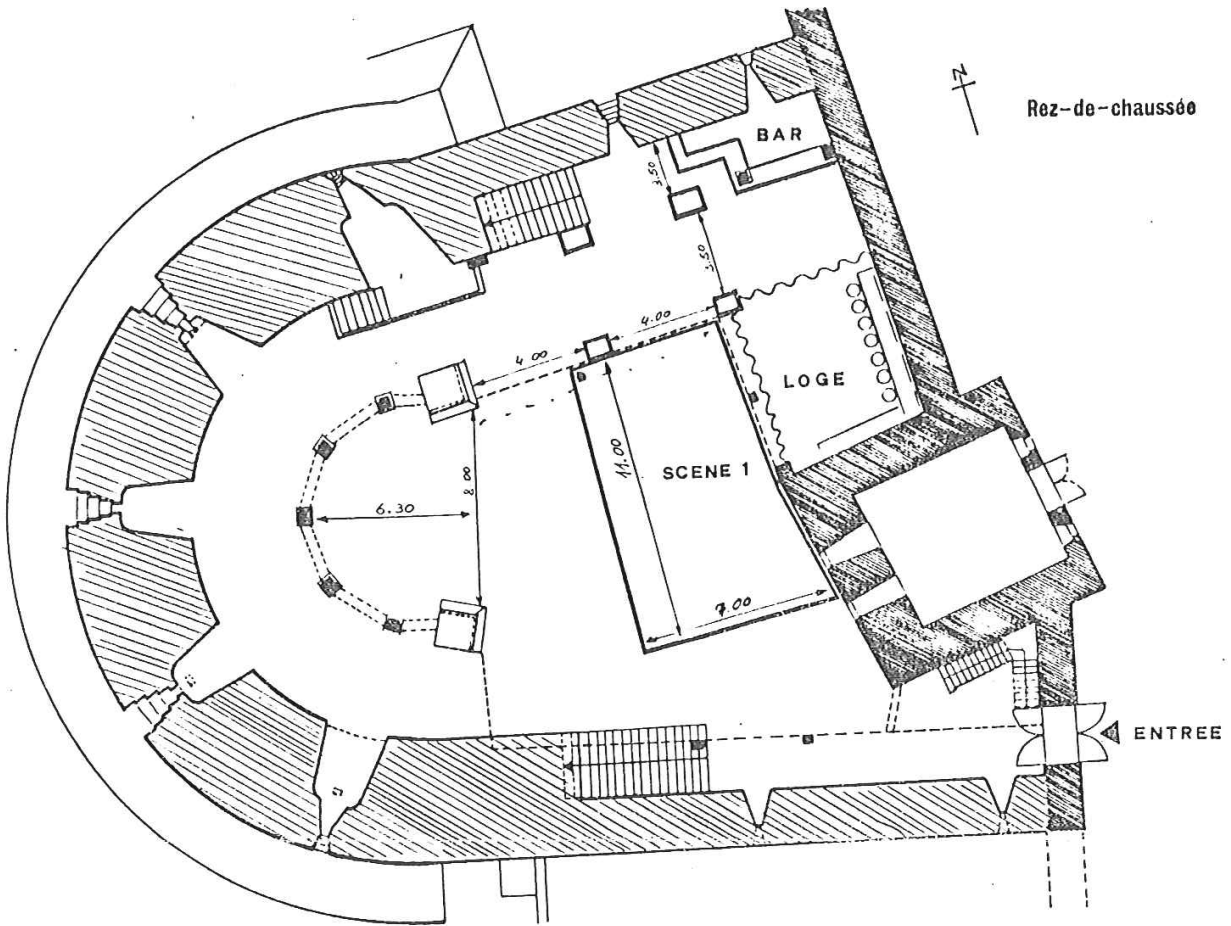 N
Rez-de-chaussée
BAR
3.50
3.50
4.00
4 00
LOGE
11.00
SCENE 1
8.00
6.30
7.00
ENTREE